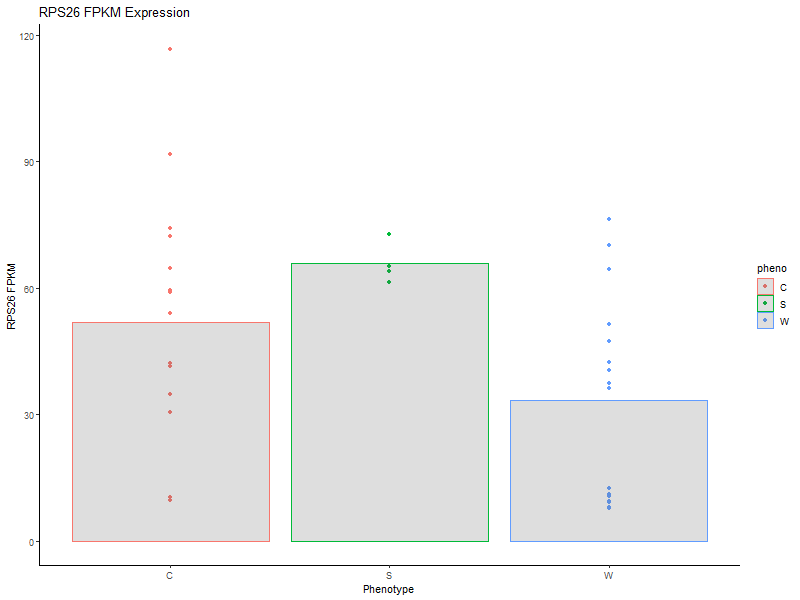 RPS26 FPKM Expression
120
90
60
30
0
RPS26 FPKM
C
S
W
Phenotype
pheno
C
S
W